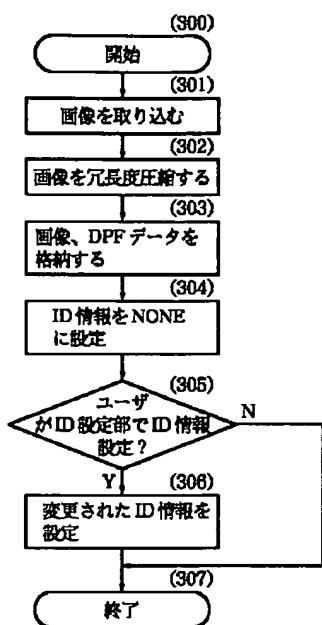 (300)
開始
(301)
画像を取り込む
(302)
画像を冗長度圧縮する
(303)
画像、DPFデータを
格納する
(304)
ID情報をNONE
に設定
(305)
ユーザ
がID設定部でID情報
設定?
N
Y
(306)
変更されたID情報を
設定
(307)
終了